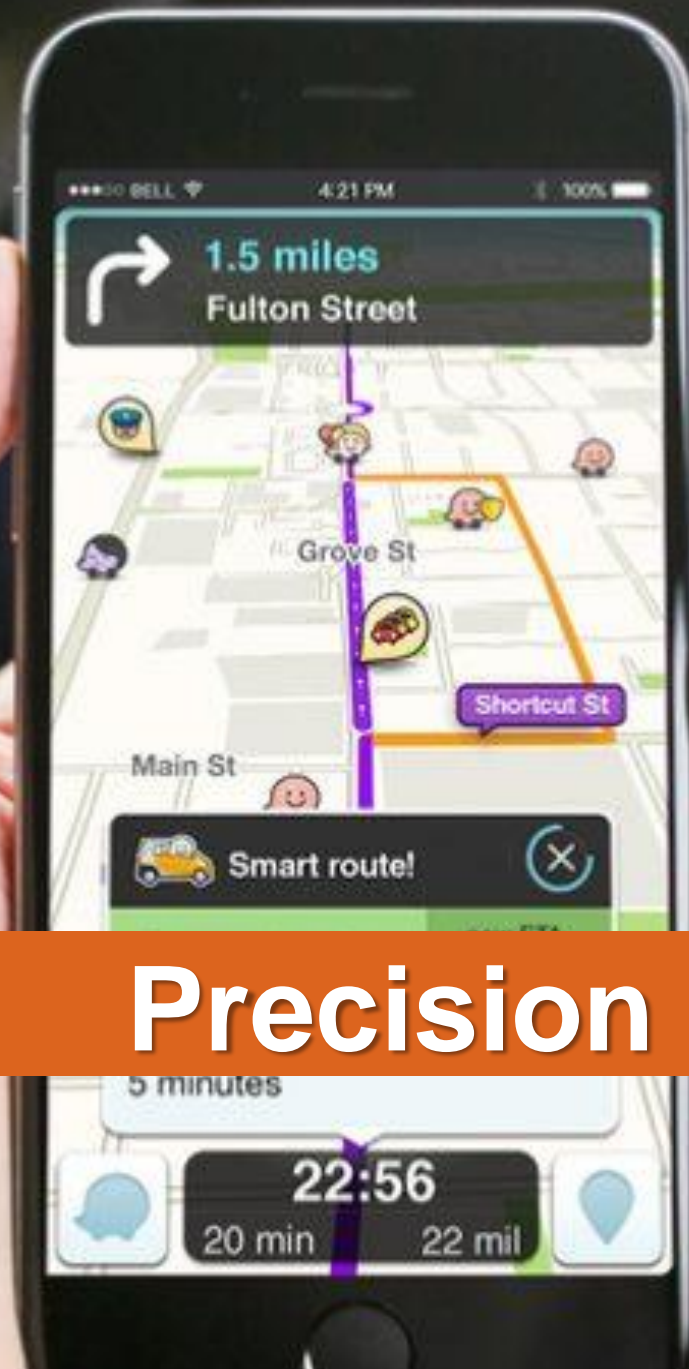 BELL 4:21 PM 100%
1.5 miles
Fulton Street
Grove St
Shortcut St
Main St
Smart route!
Precision
5 minutes
22:56
20 min 22 mil